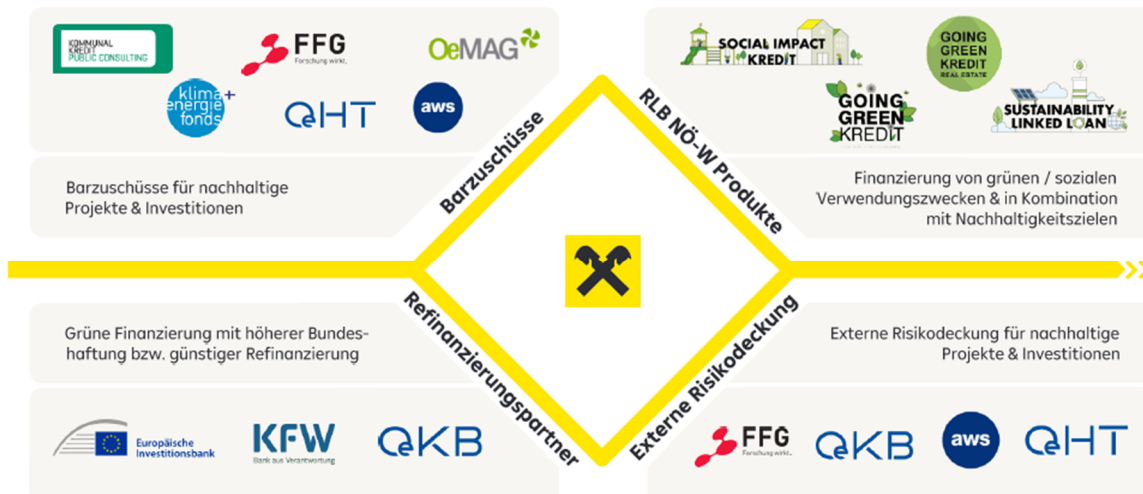 KOMMUNAL
KREDIT
PUBLIC CONSULTING
FFG
Forschung wirkt.
OeMAG
klima+
energie
fonds
OeHT
aws
Barzuschüsse für nachhaltige
Projekte & Investitionen
Barzuschüsse
SOCIAL IMPACT
KREDIT
GOING
GREEN
KREDIT
REAL ESTATE
GOING
GREEN
KREDIT
SUSTAINABILITY
LINKED LOAN
RLB NÖ-W Produkte
Finanzierung von grünen / sozialen
Verwendungszwecken & in Kombination
mit Nachhaltigkeitszielen
Grüne Finanzierung mit höherer Bundes-
haftung bzw. günstiger Refinanzierung
Refinanzierungspartner
Europäische
Investitionsbank
KFW
Bank aus Verantwortung
OeKB
Externe Risikodeckung
Externe Risikodeckung für nachhaltige
Projekte & Investitionen
FFG
Forschung wirkt.
OeKB
aws
OeHT